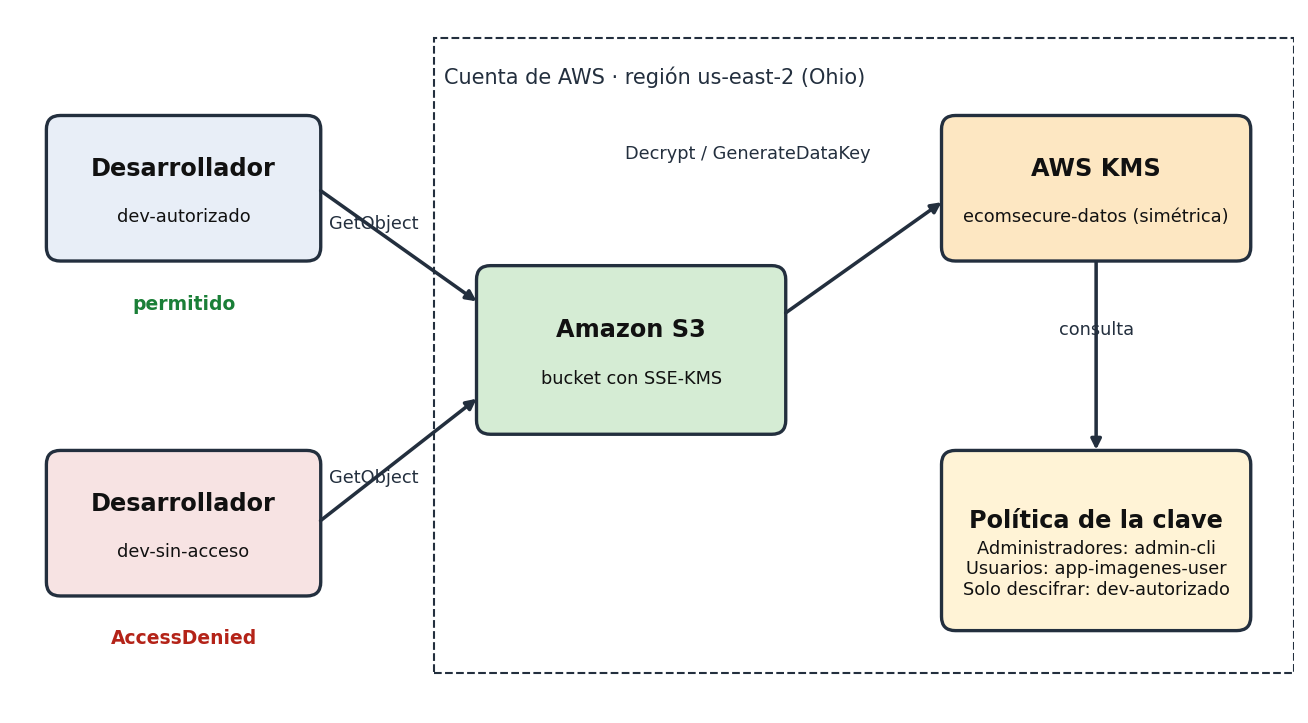 Cuenta de AWS · región us-east-2 (Ohio)
Desarrollador
dev-autorizado
permitido
GetObject
Decrypt / GenerateDataKey
AWS KMS
ecomsecure-datos (simétrica)
Amazon S3
bucket con SSE-KMS
consulta
Desarrollador
dev-sin-acceso
AccessDenied
GetObject
Política de la clave
Administradores: admin-cli
Usuarios: app-imagenes-user
Solo descifrar: dev-autorizado